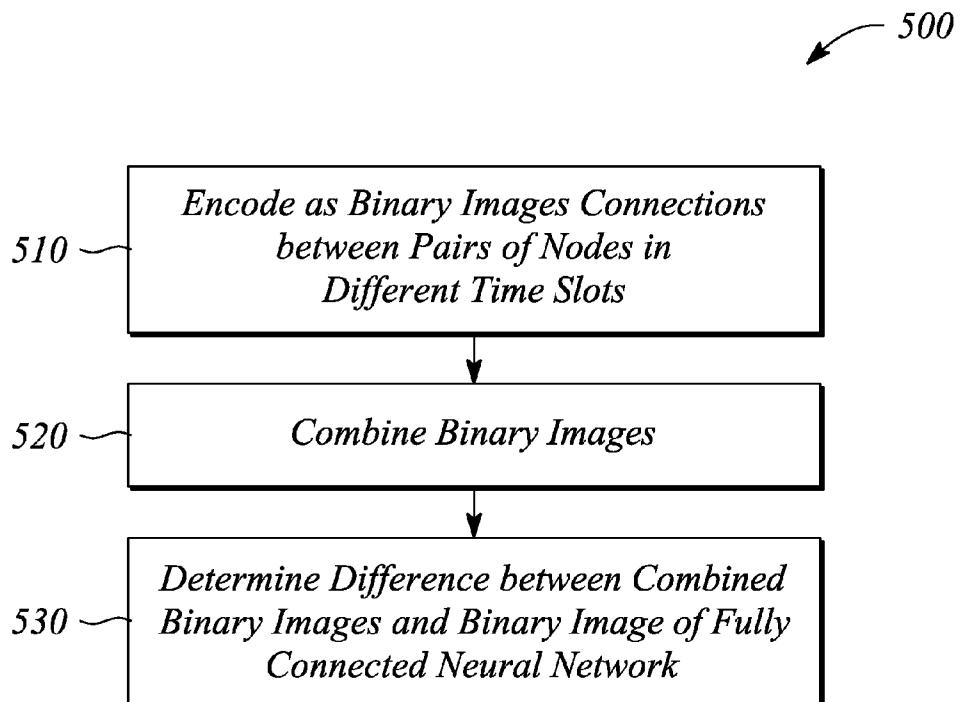 500
Encode as Binary Images Connections
between Pairs of Nodes in
Different Time Slots
510
Combine Binary Images
520
Determine Difference between Combined
Binary Images and Binary Image of Fully
Connected Neural Network
530